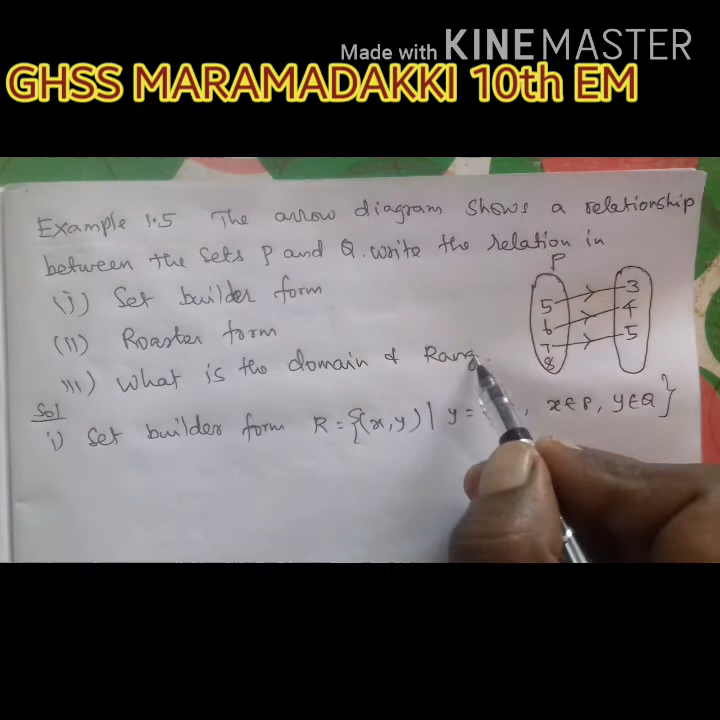 Made with KINEMASTER
GHSS MARAMADAKKI 10th EM
Example 1.5 The arrow diagram shows a relationship
between the sets P and Q. Write the relation in
(i) Set builder form
(ii) Roaster form
iii) What is the domain & Rang
P
5
6
7
8
3
4
5
Sol
i) Set builder form R = {(x,y) | y = , x∈P, y∈Q}